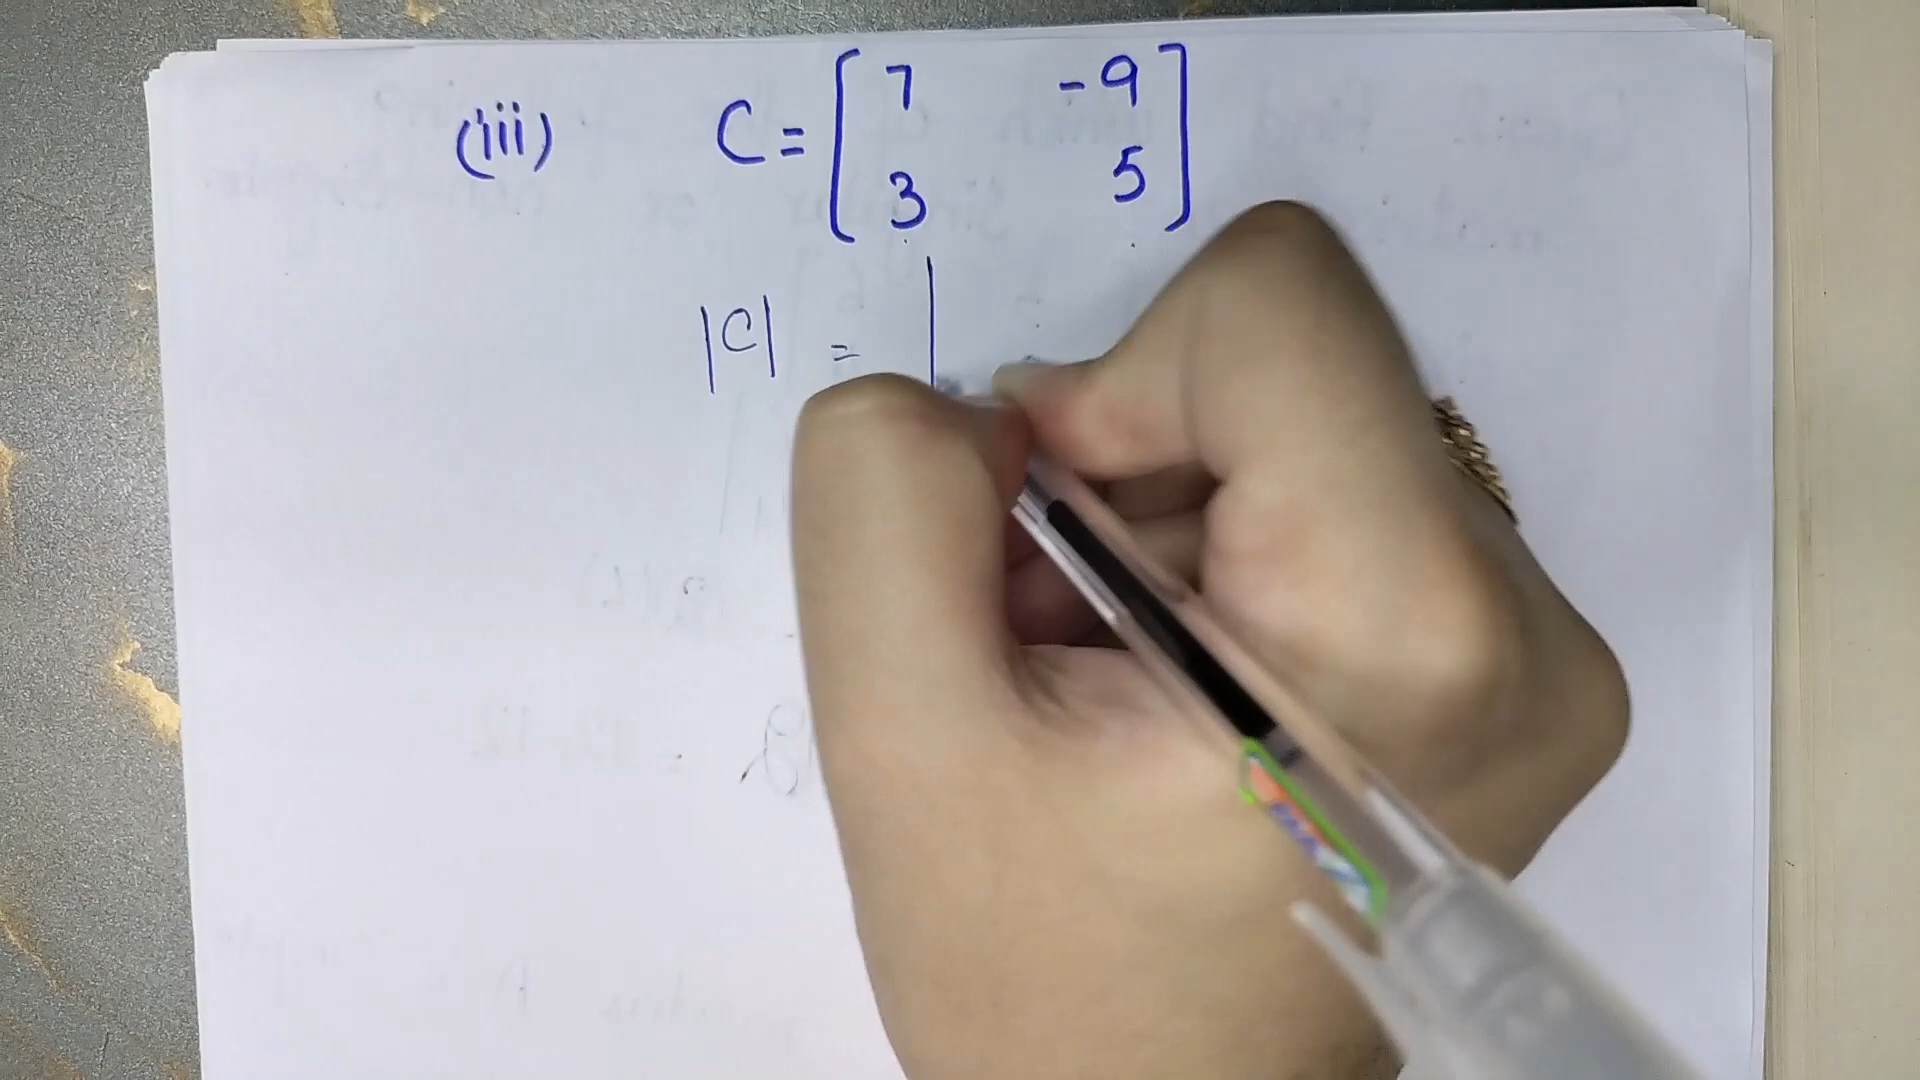 (iii) C = [ 7 -9
3 5 ]
|C| = |